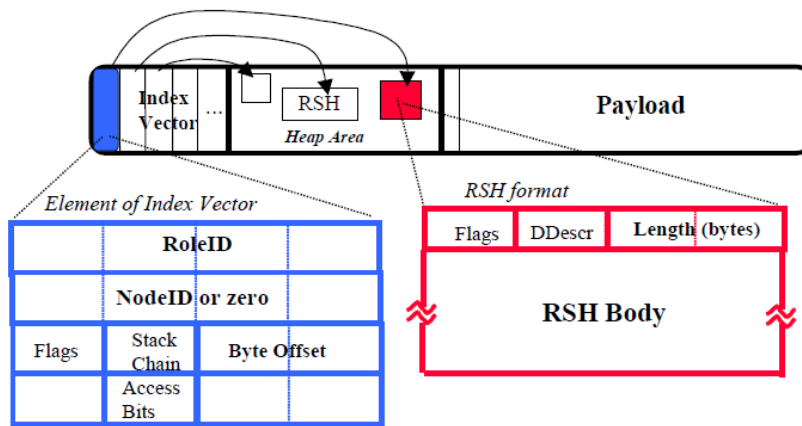 Index
Vector
...
RSH
Heap Area
Payload
Element of Index Vector
RSH format
RoleID
NodeID or zero
Flags
Stack
Chain
Byte Offset
Access
Bits
Flags
DDescr
Length (bytes)
RSH Body